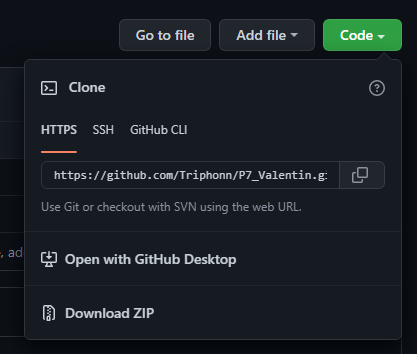 Go to file Add file Code
Clone
HTTPS SSH GitHub CLI
https://github.com/Triphonn/P7_Valentin.gi
Use Git or checkout with SVN using the web URL.
, ad
Open with GitHub Desktop
Download ZIP